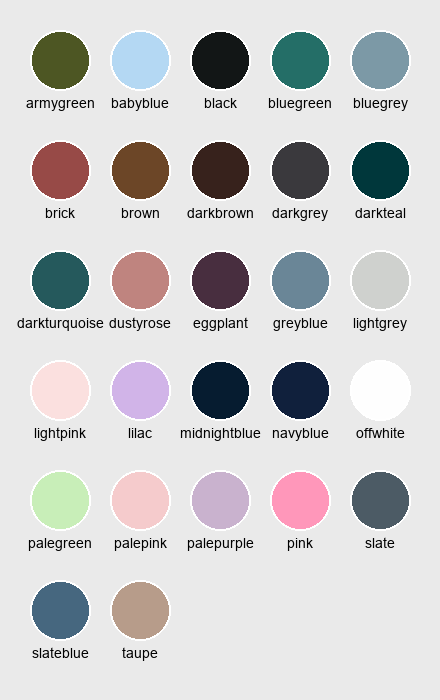 armygreen babyblue black bluegreen bluegrey
brick brown darkbrown darkgrey darkteal
darkturquoise dustyrose eggplant greyblue lightgrey
lightpink lilac midnightblue navyblue offwhite
palegreen palepink palepurple pink slate
slateblue taupe